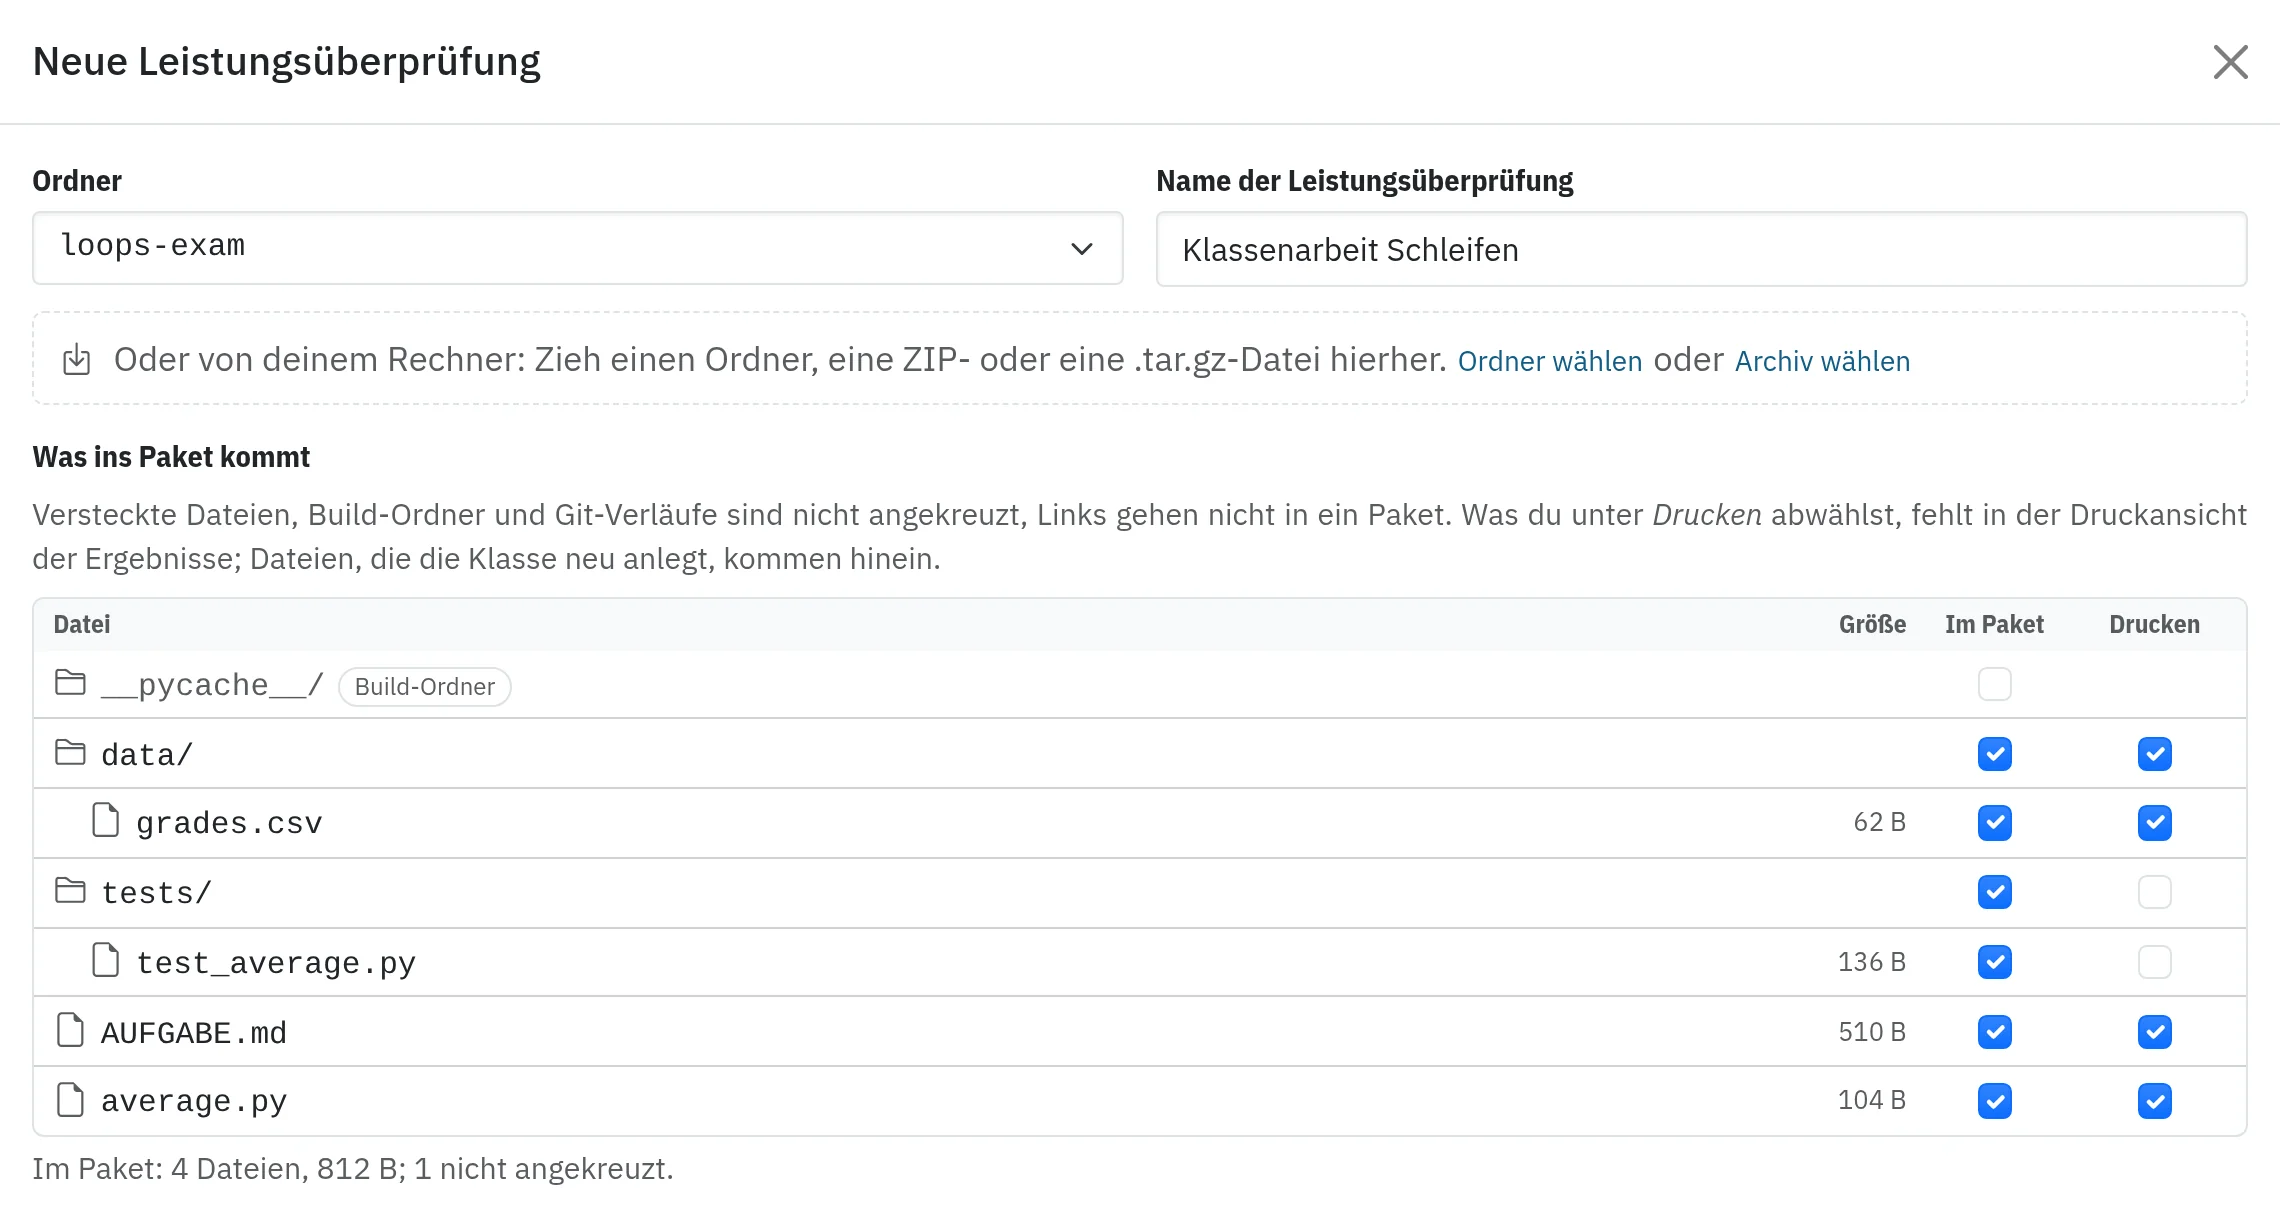 Neue Leistungsüberprüfung
Ordner
Name der Leistungsüberprüfung
loops-exam
Klassenarbeit Schleifen
Oder von deinem Rechner: Zieh einen Ordner, eine ZIP- oder eine .tar.gz-Datei hierher. Ordner wählen oder Archiv wählen
Was ins Paket kommt
Versteckte Dateien, Build-Ordner und Git-Verläufe sind nicht angekreuzt, Links gehen nicht in ein Paket. Was du unter Drucken abwählst, fehlt in der Druckansicht
der Ergebnisse; Dateien, die die Klasse neu anlegt, kommen hinein.
Datei Größe Im Paket Drucken
__pycache__/ Build-Ordner
data/
grades.csv 62 B
tests/
test_average.py 136 B
AUFGABE.md 510 B
average.py 104 B
Im Paket: 4 Dateien, 812 B; 1 nicht angekreuzt.